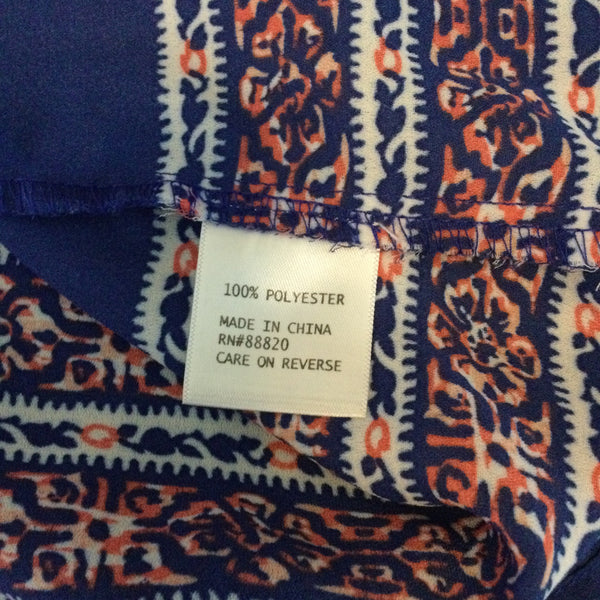 100% POLYESTER
MADE IN CHINA
RN#88820
CARE ON REVERSE